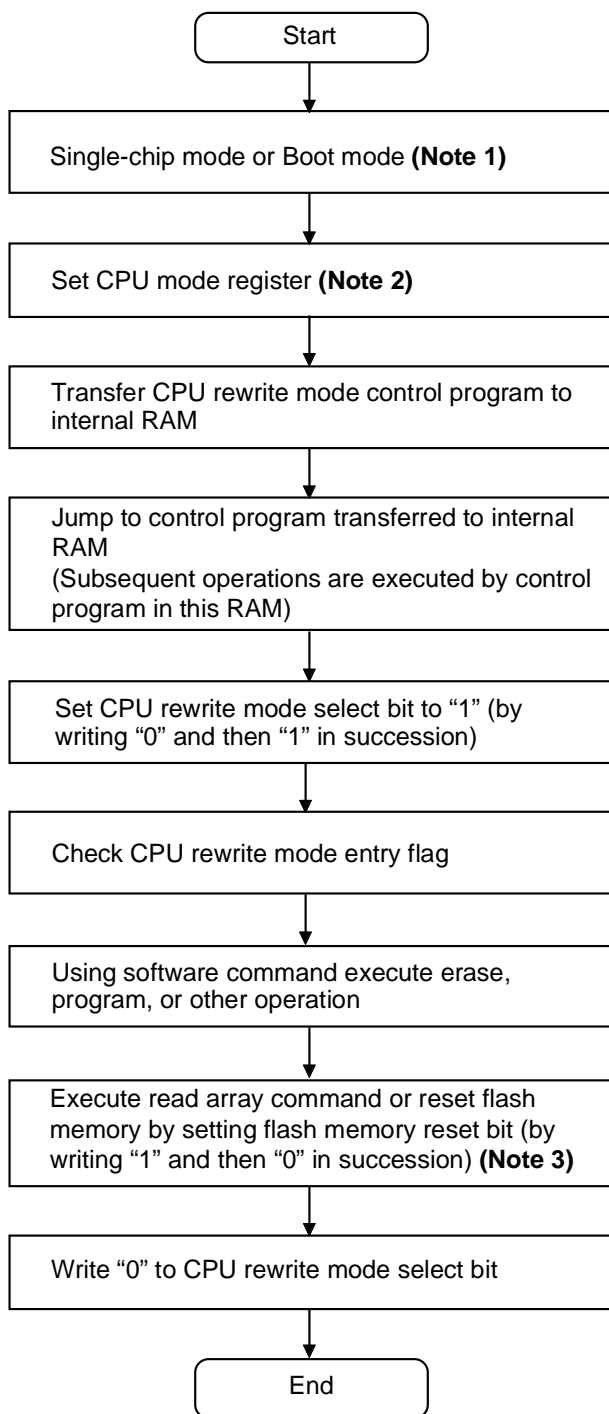 Start
Single-chip mode or Boot mode (Note 1)
Set CPU mode register (Note 2)
Transfer CPU rewrite mode control program to
internal RAM
Jump to control program transferred to internal
RAM
(Subsequent operations are executed by control
program in this RAM)
Set CPU rewrite mode select bit to “1” (by
writing “0” and then “1” in succession)
Check CPU rewrite mode entry flag
Using software command execute erase,
program, or other operation
Execute read array command or reset flash
memory by setting flash memory reset bit (by
writing “1” and then “0” in succession) (Note 3)
Write “0” to CPU rewrite mode select bit
End